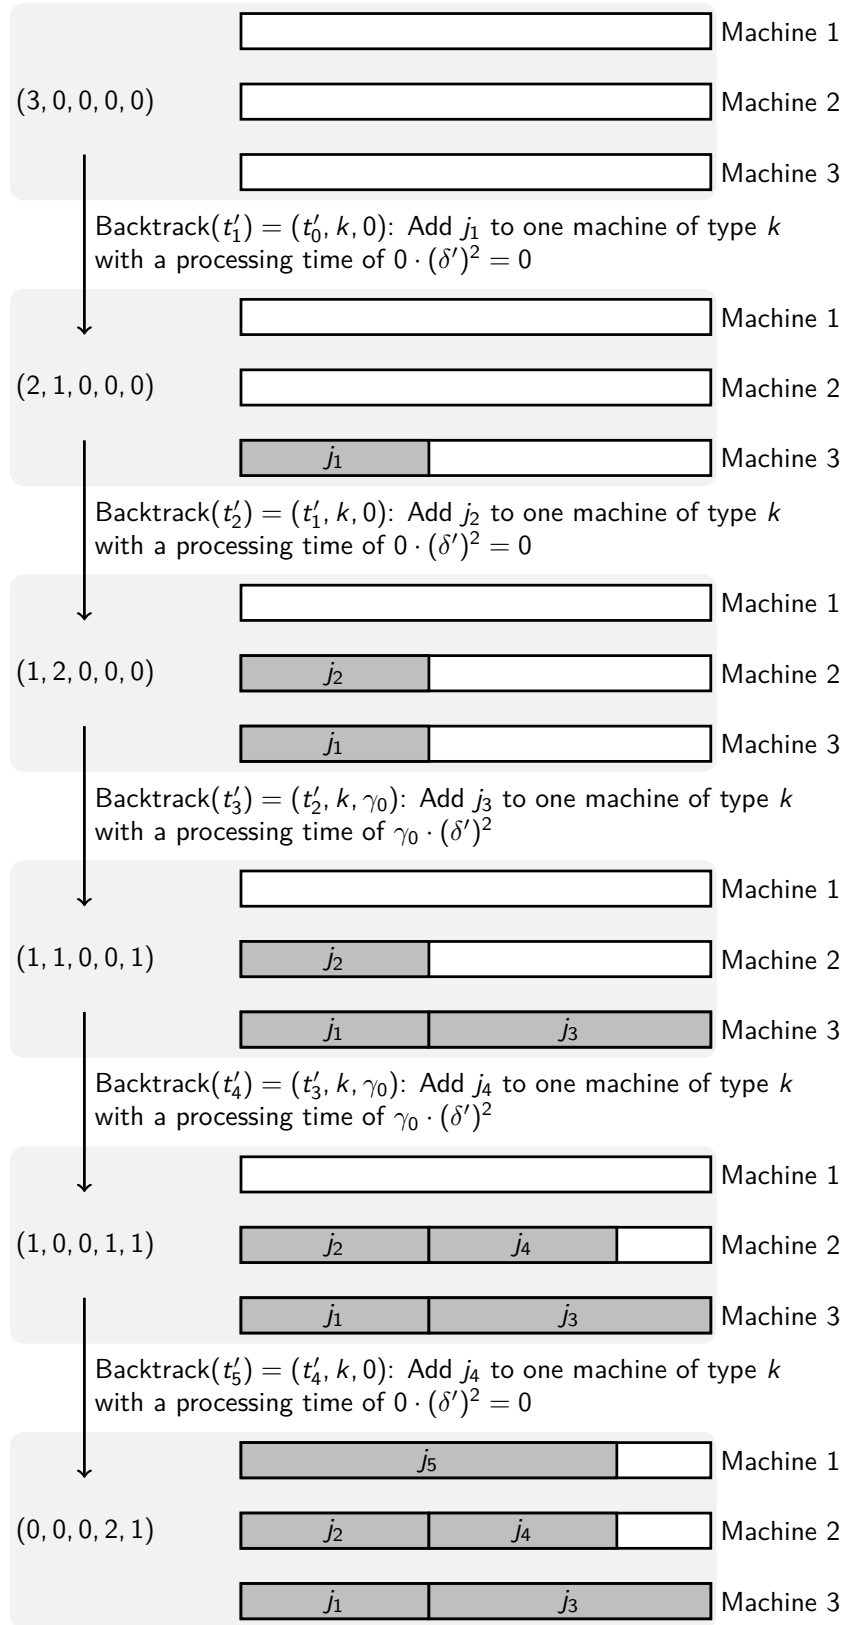 Machine 1
(3, 0, 0, 0, 0)
Machine 2
Machine 3
Backtrack(t′₁) = (t′₀, k, 0): Add j₁ to one machine of type k
with a processing time of 0 · (δ′)² = 0
Machine 1
(2, 1, 0, 0, 0)
Machine 2
j₁
Machine 3
Backtrack(t′₂) = (t′₁, k, 0): Add j₂ to one machine of type k
with a processing time of 0 · (δ′)² = 0
Machine 1
(1, 2, 0, 0, 0)
j₂
Machine 2
j₁
Machine 3
Backtrack(t′₃) = (t′₂, k, γ₀): Add j₃ to one machine of type k
with a processing time of γ₀ · (δ′)²
Machine 1
(1, 1, 0, 0, 1)
j₂
Machine 2
j₁ j₃
Machine 3
Backtrack(t′₄) = (t′₃, k, γ₀): Add j₄ to one machine of type k
with a processing time of γ₀ · (δ′)²
Machine 1
(1, 0, 0, 1, 1)
j₂ j₄
Machine 2
j₁ j₃
Machine 3
Backtrack(t′₅) = (t′₄, k, 0): Add j₄ to one machine of type k
with a processing time of 0 · (δ′)² = 0
j₅
Machine 1
(0, 0, 0, 2, 1)
j₂ j₄
Machine 2
j₁ j₃
Machine 3